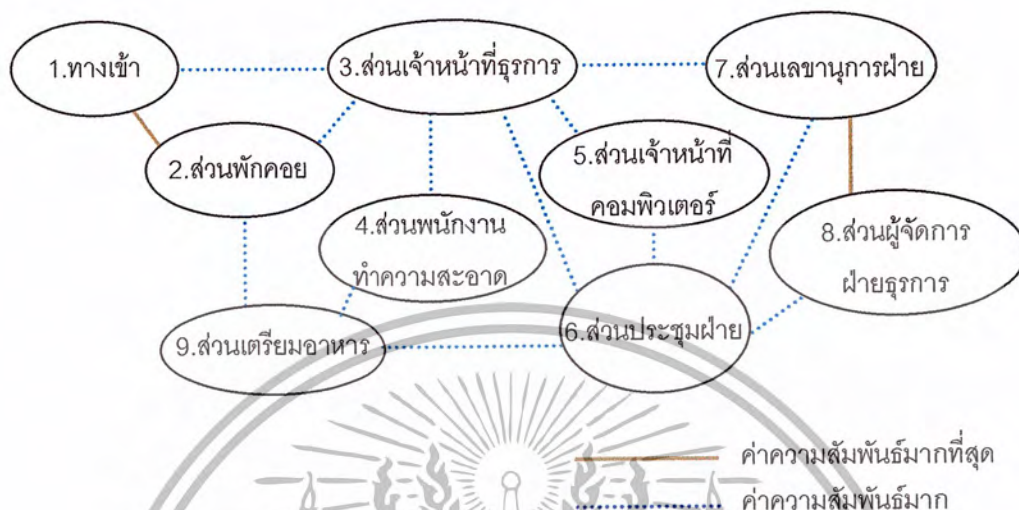 1.ทางเข้า
3.ส่วนเจ้าหน้าที่ธุรการ
7.ส่วนเลขานุการฝ่าย
2.ส่วนพักคอย
5.ส่วนเจ้าหน้าที่
คอมพิวเตอร์
4.ส่วนพนักงาน
ทำความสะอาด
8.ส่วนผู้จัดการ
ฝ่ายธุรการ
9.ส่วนเตรียมอาหาร
6.ส่วนประชุมฝ่าย
ค่าความสัมพันธ์มากที่สุด
ค่าความสัมพันธ์มาก